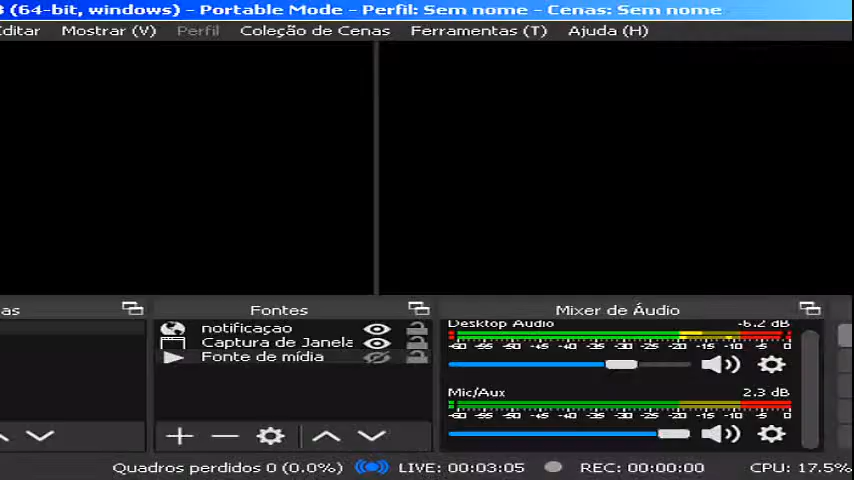 (64-bit, windows) - Portable Mode - Perfil: Sem nome - Cenas: Sem nome
Editar Mostrar (V) Perfil Coleção de Cenas Ferramentas (T) Ajuda (H)
as Fontes Mixer de Áudio
notificaçao
Captura de Janela
Fonte de mídia
Desktop Audio -6.2 dB
-60 -55 -50 -45 -40 -35 -30 -25 -20 -15 -10 -5 0
Mic/Aux 2.3 dB
-60 -55 -50 -45 -40 -35 -30 -25 -20 -15 -10 -5 0
Quadros perdidos 0 (0.0%) LIVE: 00:03:05 REC: 00:00:00 CPU: 17.5%